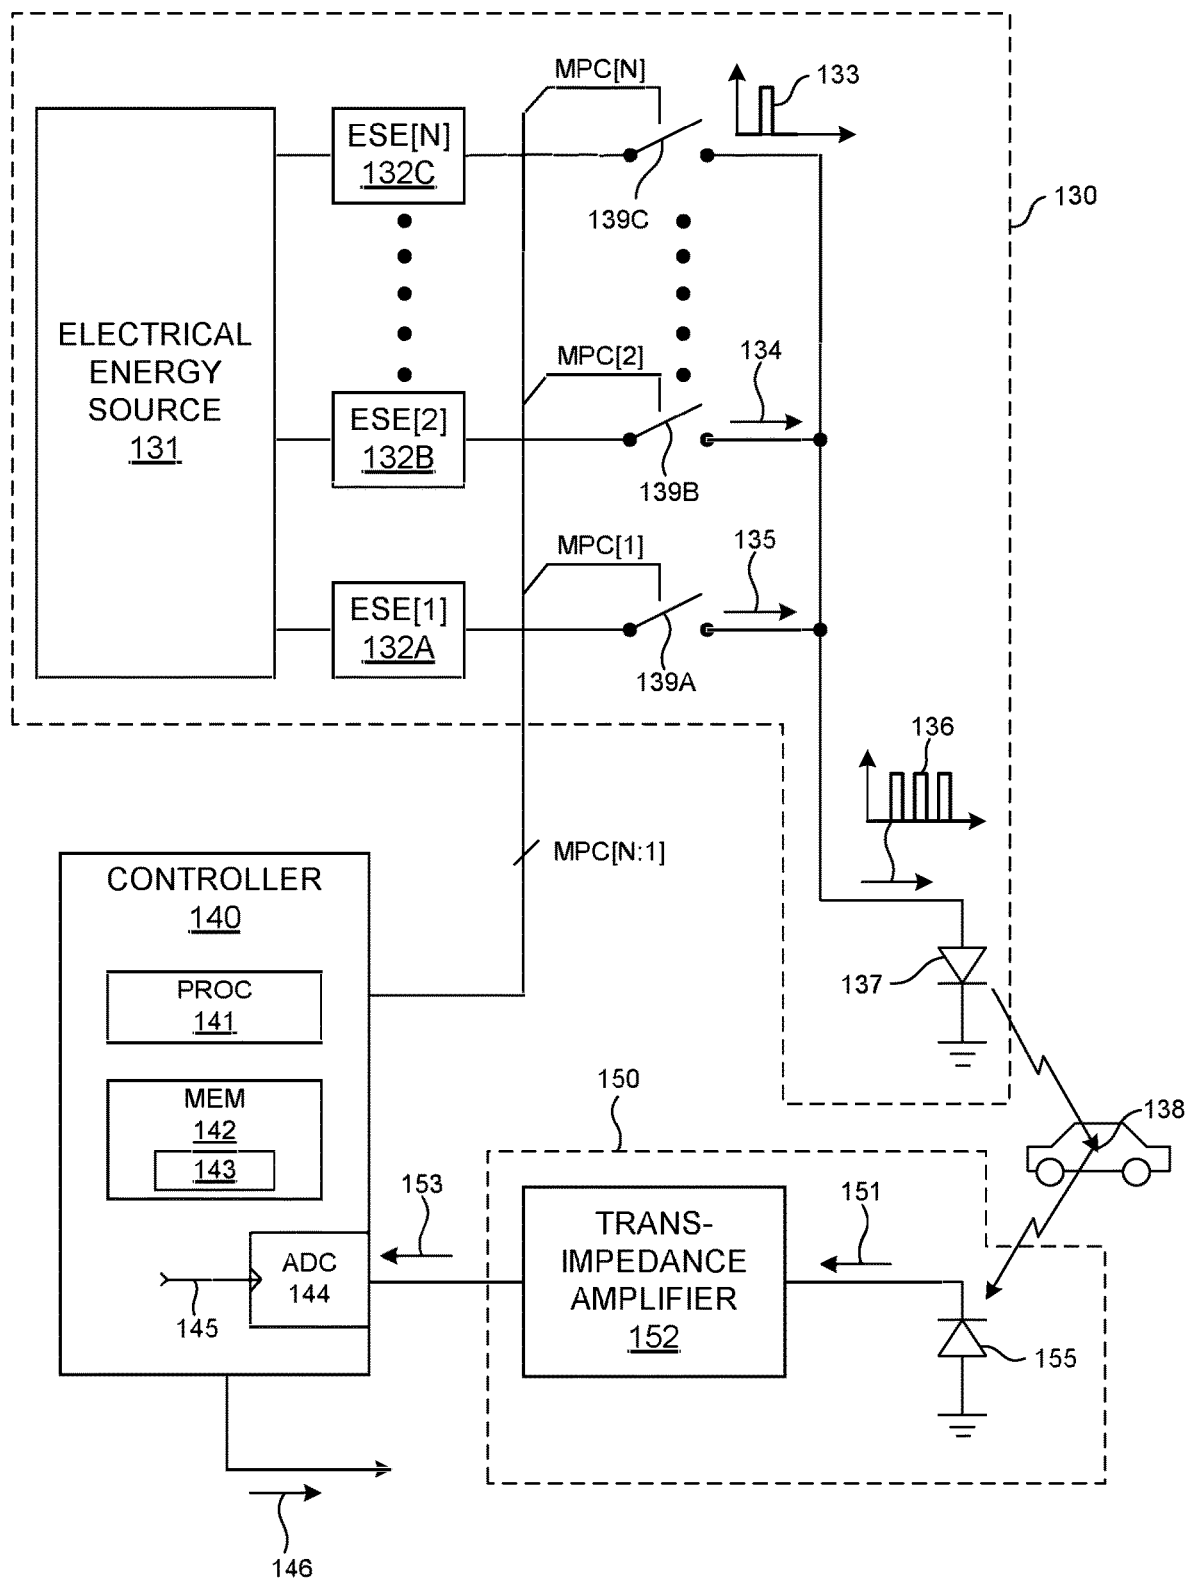 MPC[N]
133
ESE[N]
132C
139C
130
ELECTRICAL
ENERGY
SOURCE
131
MPC[2]
134
ESE[2]
132B
139B
MPC[1]
135
ESE[1]
132A
139A
136
MPC[N:1]
CONTROLLER
140
PROC
141
137
MEM
142
143
150
138
153
151
TRANS-
IMPEDANCE
AMPLIFIER
152
ADC
144
145
155
146